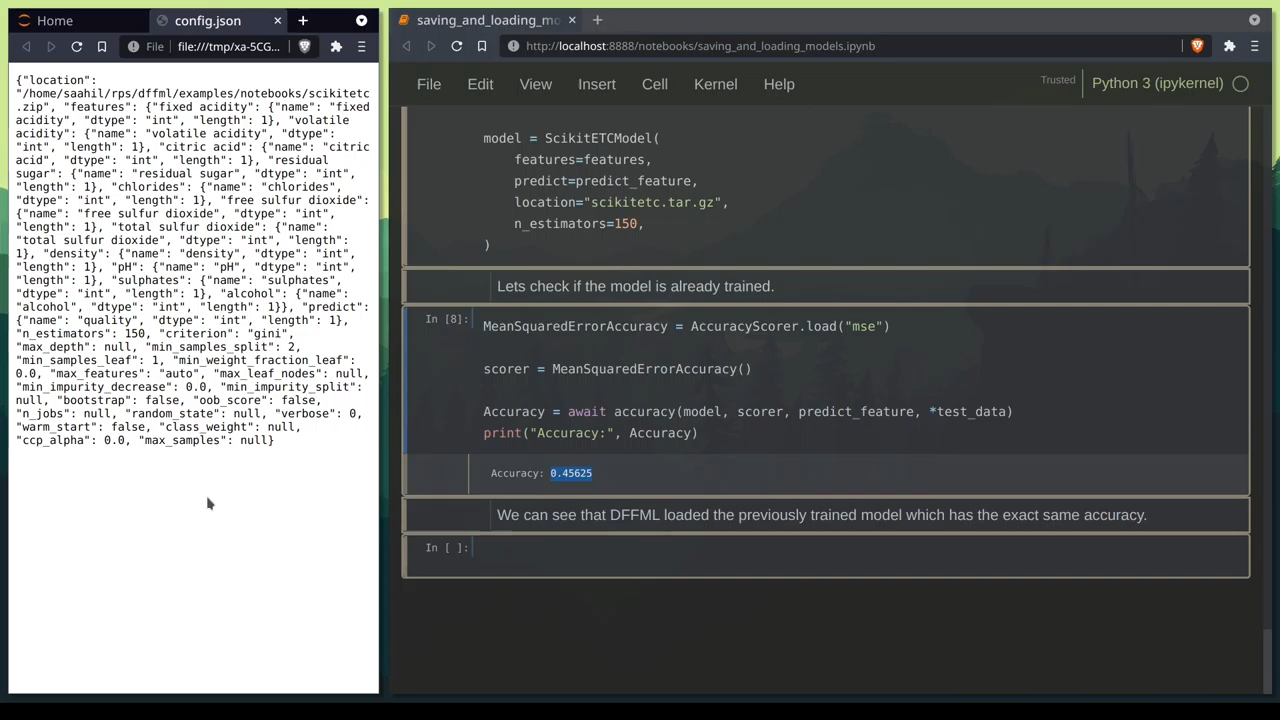 Home
config.json
File
file:///tmp/xa-5CG...
{"location":
"/home/saahil/rps/dffml/examples/notebooks/scikitetc
.zip", "features": {"fixed acidity": {"name": "fixed
acidity", "dtype": "int", "length": 1}, "volatile
acidity": {"name": "volatile acidity", "dtype":
"int", "length": 1}, "citric acid": {"name": "citric
acid", "dtype": "int", "length": 1}, "residual
sugar": {"name": "residual sugar", "dtype": "int",
"length": 1}, "chlorides": {"name": "chlorides",
"dtype": "int", "length": 1}, "free sulfur dioxide":
{"name": "free sulfur dioxide", "dtype": "int",
"length": 1}, "total sulfur dioxide": {"name":
"total sulfur dioxide", "dtype": "int", "length":
1}, "density": {"name": "density", "dtype": "int",
"length": 1}, "pH": {"name": "pH", "dtype": "int",
"length": 1}, "sulphates": {"name": "sulphates",
"dtype": "int", "length": 1}, "alcohol": {"name":
"alcohol", "dtype": "int", "length": 1}}, "predict":
{"name": "quality", "dtype": "int", "length": 1},
"n_estimators": 150, "criterion": "gini",
"max_depth": null, "min_samples_split": 2,
"min_samples_leaf": 1, "min_weight_fraction_leaf":
0.0, "max_features": "auto", "max_leaf_nodes": null,
"min_impurity_decrease": 0.0, "min_impurity_split":
null, "bootstrap": false, "oob_score": false,
"n_jobs": null, "random_state": null, "verbose": 0,
"warm_start": false, "class_weight": null,
"ccp_alpha": 0.0, "max_samples": null}
saving_and_loading_mo
http://localhost:8888/notebooks/saving_and_loading_models.ipynb
File Edit View Insert Cell Kernel Help
Trusted
Python 3 (ipykernel)
model = ScikitETCModel(
features=features,
predict=predict_feature,
location="scikitetc.tar.gz",
n_estimators=150,
)
Lets check if the model is already trained.
In [8]:
MeanSquaredErrorAccuracy = AccuracyScorer.load("mse")
scorer = MeanSquaredErrorAccuracy()
Accuracy = await accuracy(model, scorer, predict_feature, *test_data)
print("Accuracy:", Accuracy)
Accuracy: 0.45625
We can see that DFFML loaded the previously trained model which has the exact same accuracy.
In [ ]: